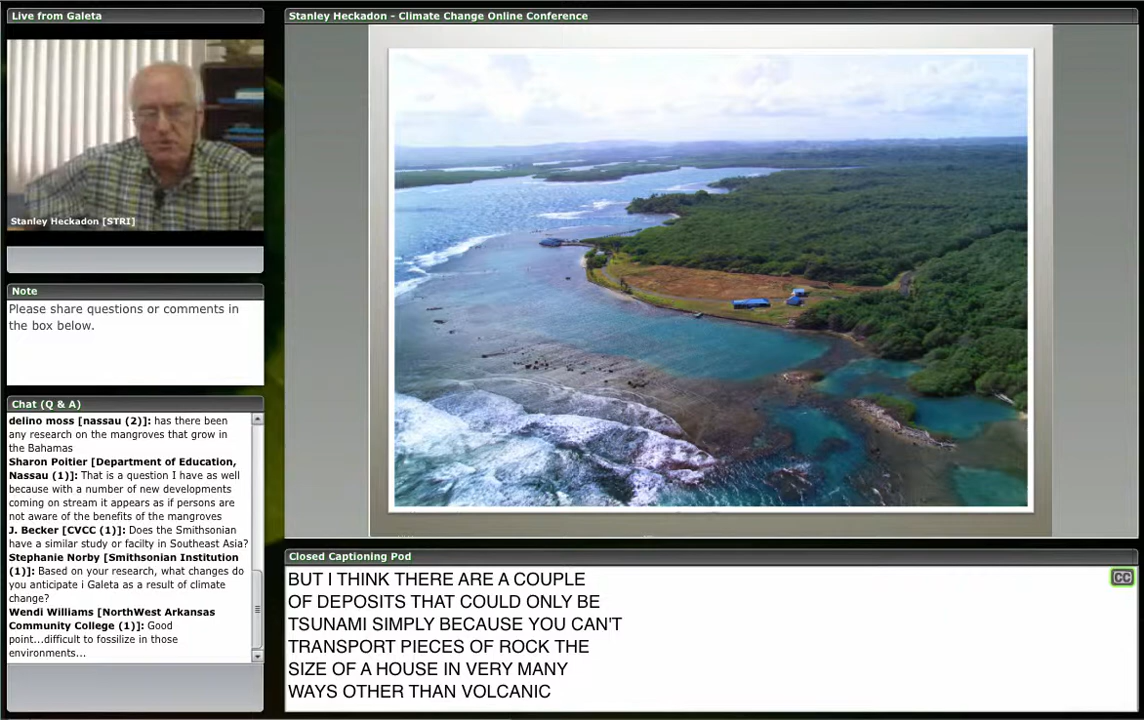 Live from Galeta
Stanley Heckadon [STRI]
Note
Please share questions or comments in
the box below.
Chat (Q & A)
delino moss [nassau (2)]: has there been
any research on the mangroves that grow in
the Bahamas
Sharon Poitier [Department of Education,
Nassau (1)]: That is a question I have as well
because with a number of new developments
coming on stream it appears as if persons are
not aware of the benefits of the mangroves
J. Becker [CVCC (1)]: Does the Smithsonian
have a similar study or facilty in Southeast Asia?
Stephanie Norby [Smithsonian Institution
(1)]: Based on your research, what changes do
you anticipate i Galeta as a result of climate
change?
Wendi Williams [NorthWest Arkansas
Community College (1)]: Good
point...difficult to fossilize in those
environments...
Stanley Heckadon - Climate Change Online Conference
Closed Captioning Pod
CC
BUT I THINK THERE ARE A COUPLE
OF DEPOSITS THAT COULD ONLY BE
TSUNAMI SIMPLY BECAUSE YOU CAN'T
TRANSPORT PIECES OF ROCK THE
SIZE OF A HOUSE IN VERY MANY
WAYS OTHER THAN VOLCANIC